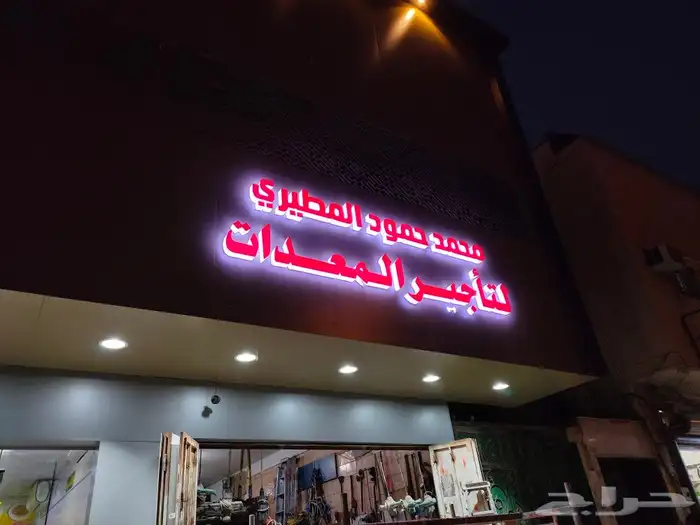 محمد حمود المطيري
لتأجير المعدات
حراج